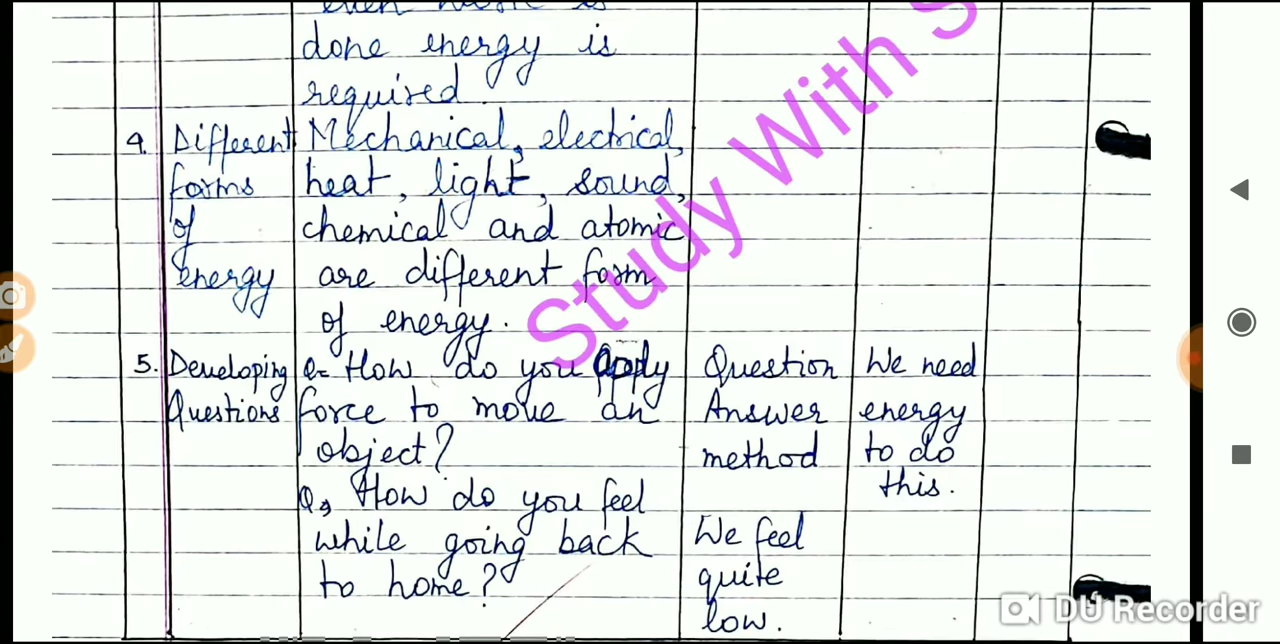 done energy is
required
4. Different Mechanical, electrical,
forms heat, light, sound,
of chemical and atomic
energy are different form
of energy.
5. Developing Q= How do you apply Question We need
Questions force to move an Answer energy
object? method to do
Q, How do you feel this.
while going back We feel
to home? quite
low.
Study With S
DU Recorder